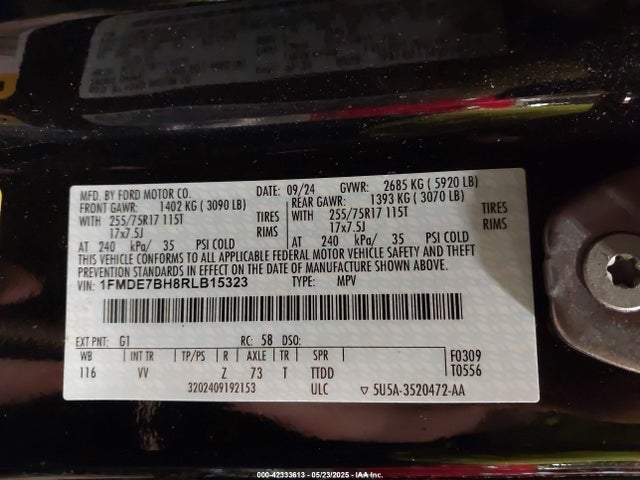 MFD. BY FORD MOTOR CO. DATE: 09/24 GVWR: 2685 KG ( 5920 LB)
FRONT GAWR: 1402 KG ( 3090 LB) REAR GAWR: 1393 KG ( 3070 LB)
WITH 255/75R17 115T TIRES WITH 255/75R17 115T TIRES
17x7.5J RIMS 17x7.5J RIMS
AT 240 kPa/ 35 PSI COLD AT 240 kPa/ 35 PSI COLD
THIS VEHICLE CONFORMS TO ALL APPLICABLE FEDERAL MOTOR VEHICLE SAFETY AND THEFT
PREVENTION STANDARDS IN EFFECT ON THE DATE OF MANUFACTURE SHOWN ABOVE.
VIN: 1FMDE7BH8RLB15323 TYPE: MPV
EXT PNT: G1 RC: 58 DSO: F0309
WB INT TR TP/PS R AXLE TR SPR T0556
116 VV Z 73 T TTDD
3202409192153 ULC ▽ 5U5A-3520472-AA
000-42333613 - 05/23/2025 - IAA Inc.